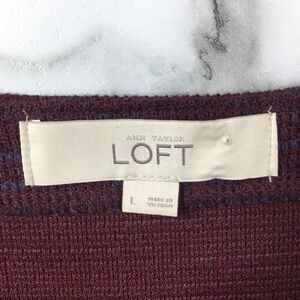 ANN TAYLOR
LOFT
L
MADE IN
VIETNAM